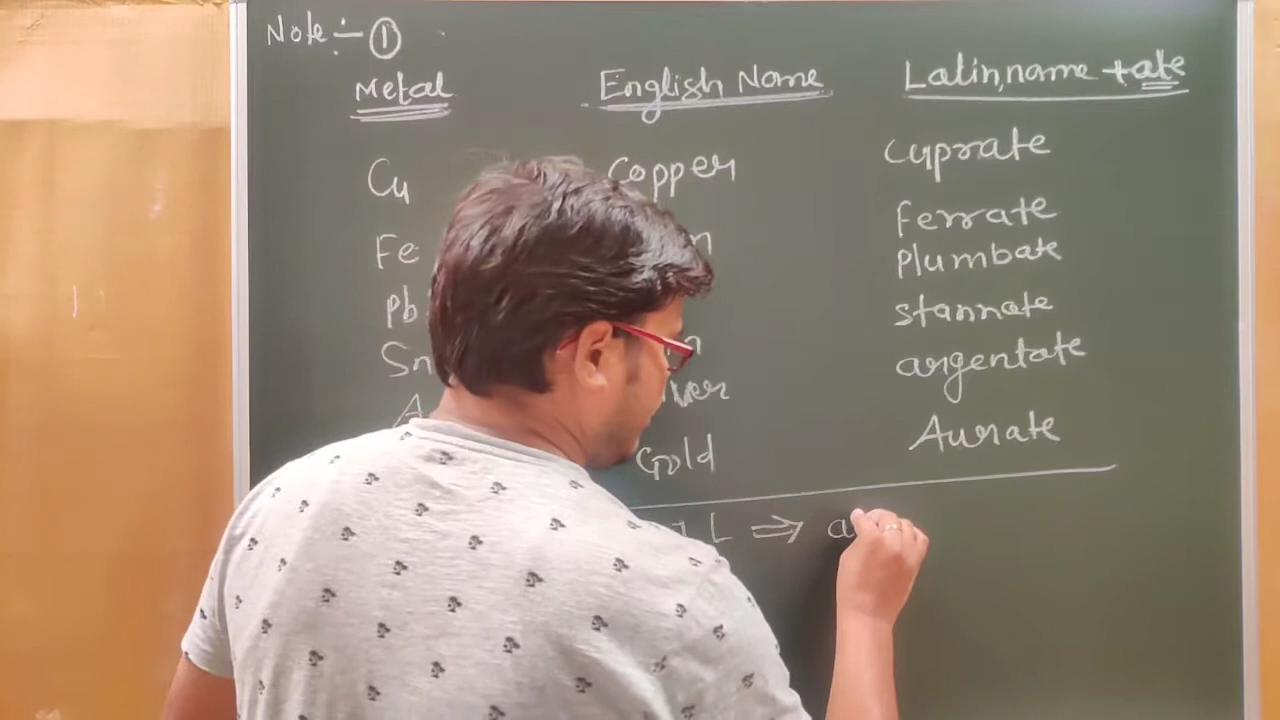 Note :- ①
Metal English Name Latin name + ate
Cu Copper Cuprate
Fe Ferrate
Pb Plumbate
Sn stannate
argentate
Gold Aurate
L ⇒